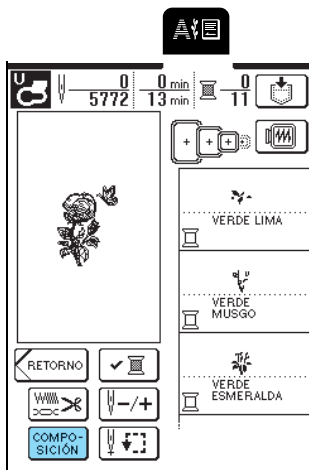 A
U
0 0 min 0
5772 13 min 11
VERDE LIMA
VERDE
MUSGO
VERDE
ESMERALDA
RETORNO
-/+
COMPO-
SICIÓN